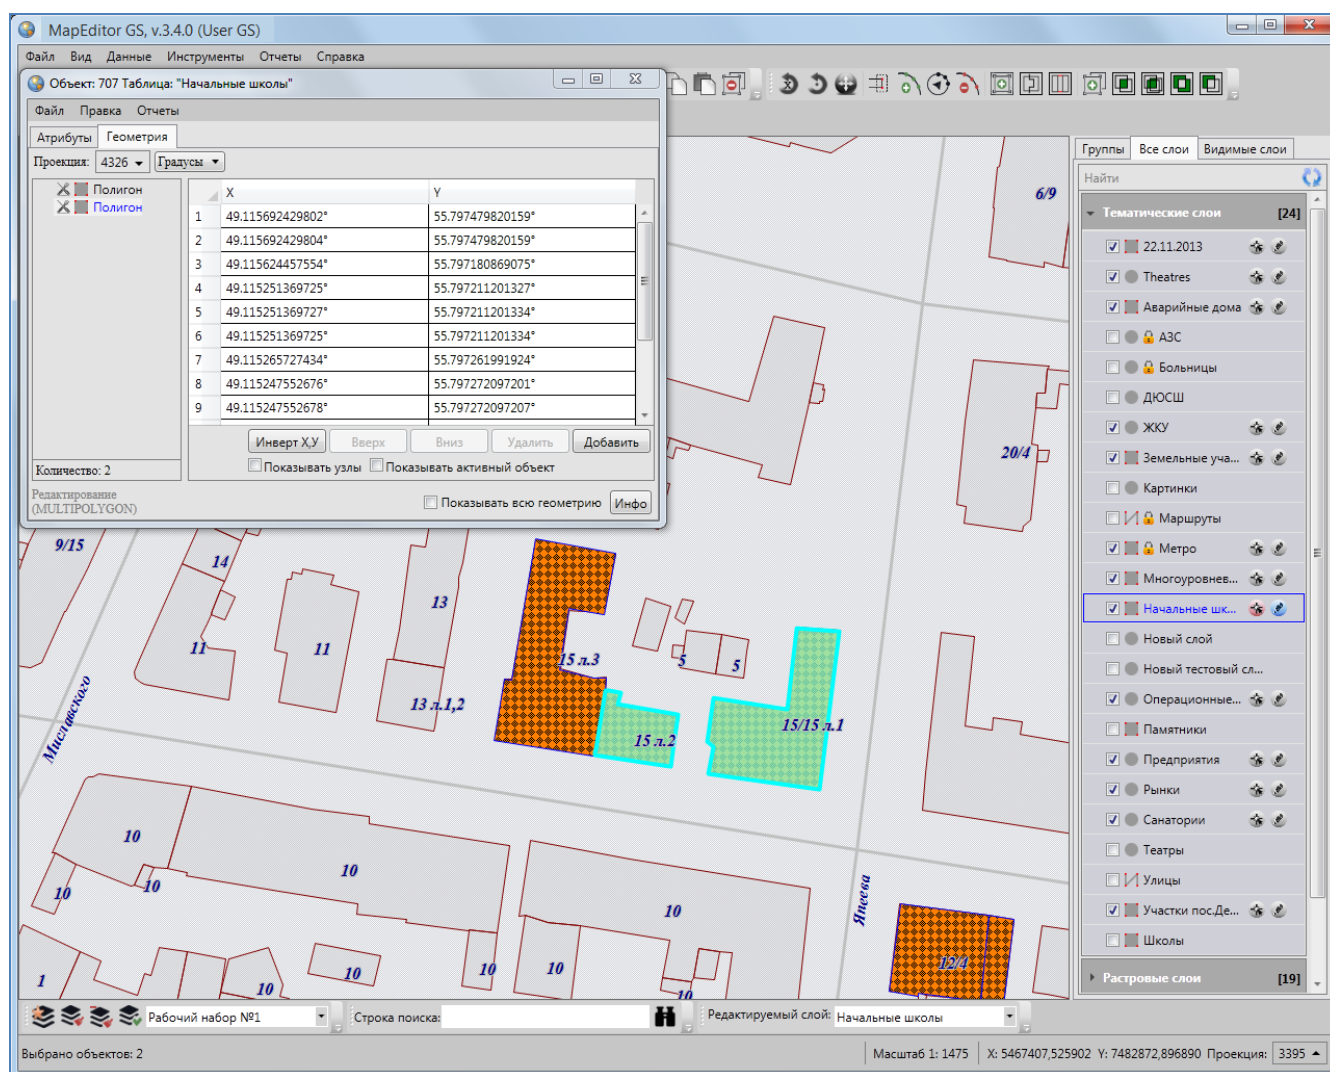 MapEditor GS, v.3.4.0 (User GS)
Файл Вид Данные Инструменты Отчеты Справка
Объект: 707 Таблица: "Начальные школы"
Файл Правка Отчеты
Атрибуты Геометрия
Проекция: 4326 Градусы
Полигон
Полигон
X Y
1 49.115692429802° 55.797479820159°
2 49.115692429804° 55.797479820159°
3 49.115624457554° 55.797180869075°
4 49.115251369725° 55.797211201327°
5 49.115251369727° 55.797211201334°
6 49.115251369725° 55.797211201334°
7 49.115265727434° 55.797261991924°
8 49.115247552676° 55.797272097201°
9 49.115247552678° 55.797272097207°
Инверт X,У Вверх Вниз Удалить Добавить
Показывать узлы Показывать активный объект
Количество: 2
Редактирование
(MULTIPOLYGON)
Показывать всю геометрию Инфо
6/9
20/4
9/15
14
13
11
11
15 л.3
5
5
13 л.1,2
15 л.2
15/15 л.1
Миславского
10
10
10
10
10
Япеева
12/4
1
10
10
10
10
10
Группы Все слои Видимые слои
Найти
Тематические слои [24]
22.11.2013
Theatres
Аварийные дома
АЗС
Больницы
ДЮСШ
ЖКУ
Земельные уча...
Картинки
Маршруты
Метро
Многоуровнев...
Начальные шк...
Новый слой
Новый тестовый сл...
Операционные...
Памятники
Предприятия
Рынки
Санатории
Театры
Улицы
Участки пос.Де...
Школы
Растровые слои [19]
Рабочий набор №1 Строка поиска: Редактируемый слой: Начальные школы
Выбрано объектов: 2 Масштаб 1: 1475 X: 5467407,525902 Y: 7482872,896890 Проекция: 3395